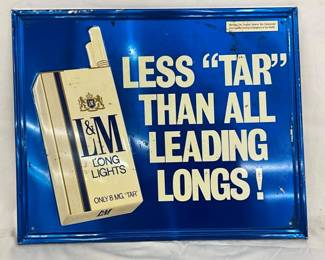 LESS “TAR”
THAN ALL
LEADING
LONGS!
L&M
LONG
LIGHTS
ONLY 8 MG. "TAR"
L&M